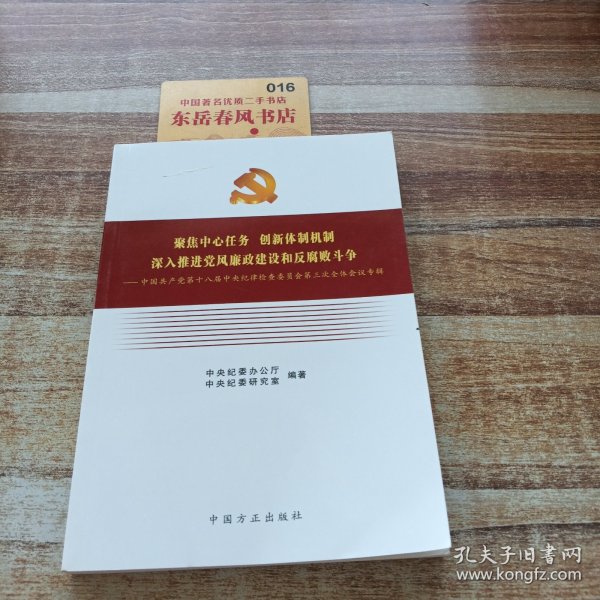 016
中国著名优质二手书店
东岳春风书店
聚焦中心任务 创新体制机制
深入推进党风廉政建设和反腐败斗争
——中国共产党第十八届中央纪律检查委员会第三次全体会议专辑
中央纪委办公厅
中央纪委研究室 编著
中国方正出版社
孔夫子旧书网
www.kongfz.com